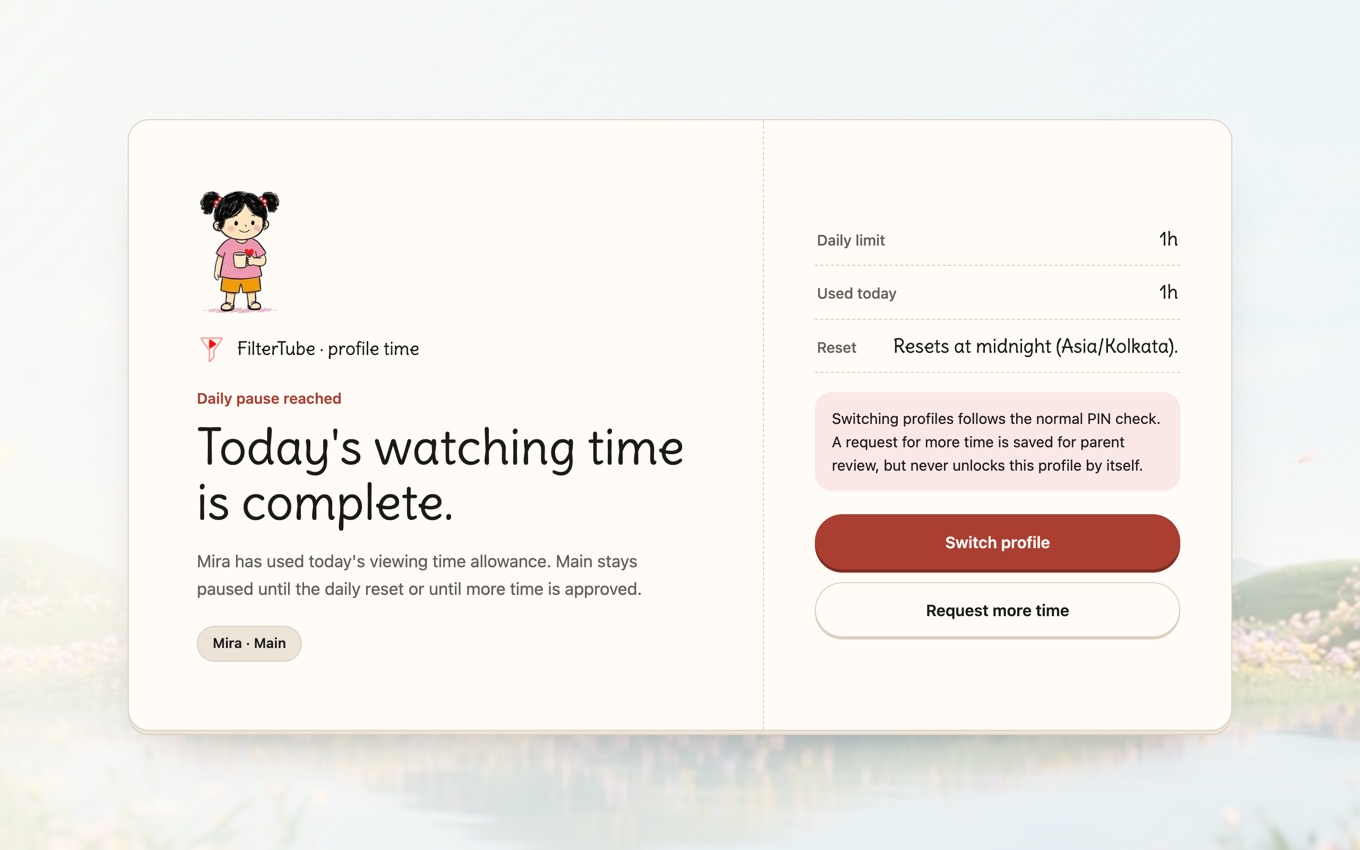 FilterTube · profile time
Daily pause reached
Today's watching time
is complete.
Mira has used today's viewing time allowance. Main stays
paused until the daily reset or until more time is approved.
Mira · Main
Daily limit 1h
Used today 1h
Reset Resets at midnight (Asia/Kolkata).
Switching profiles follows the normal PIN check.
A request for more time is saved for parent
review, but never unlocks this profile by itself.
Switch profile
Request more time